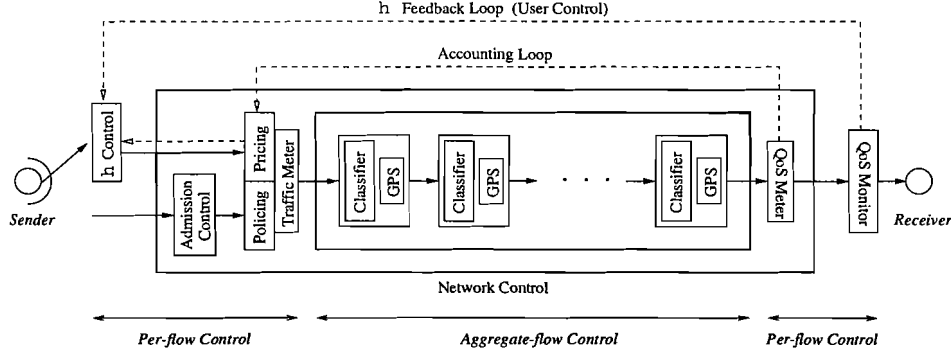 h Feedback Loop (User Control)
Accounting Loop
h Control
Pricing
Policing
Traffic Meter
Admission
Control
Classifier
GPS
Classifier
GPS
. . . .
Classifier
GPS
QoS Meter
QoS Monitor
Sender
Receiver
Network Control
Per-flow Control
Aggregate-flow Control
Per-flow Control